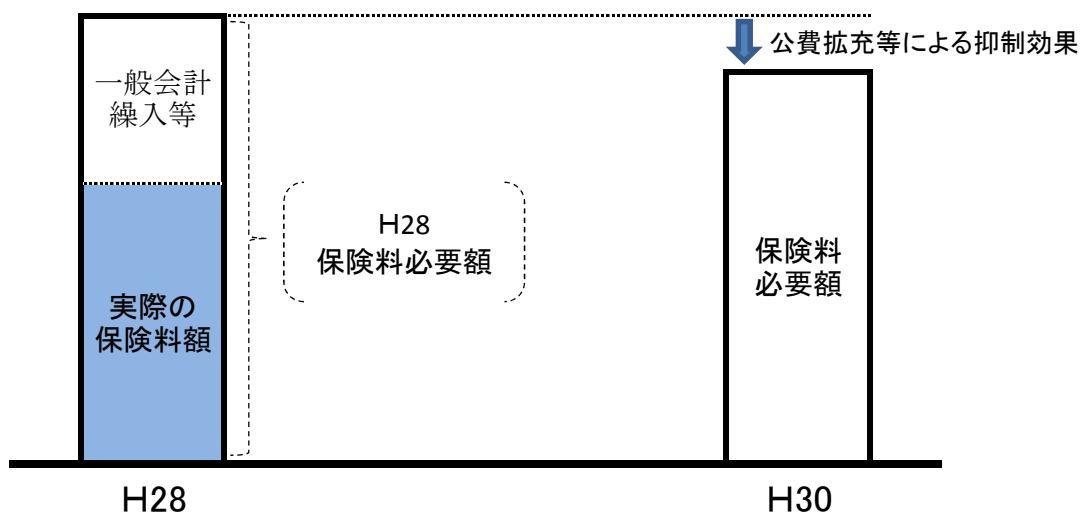 一般会計
繰入等
実際の
保険料額
H28
保険料必要額
公費拡充等による抑制効果
保険料
必要額
H28
H30